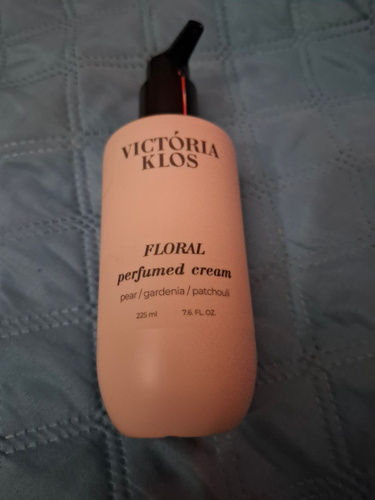 VICTÓRIA
KLOS
FLORAL
perfumed cream
pear / gardenia / patchouli
225 ml 7.6 FL. OZ.